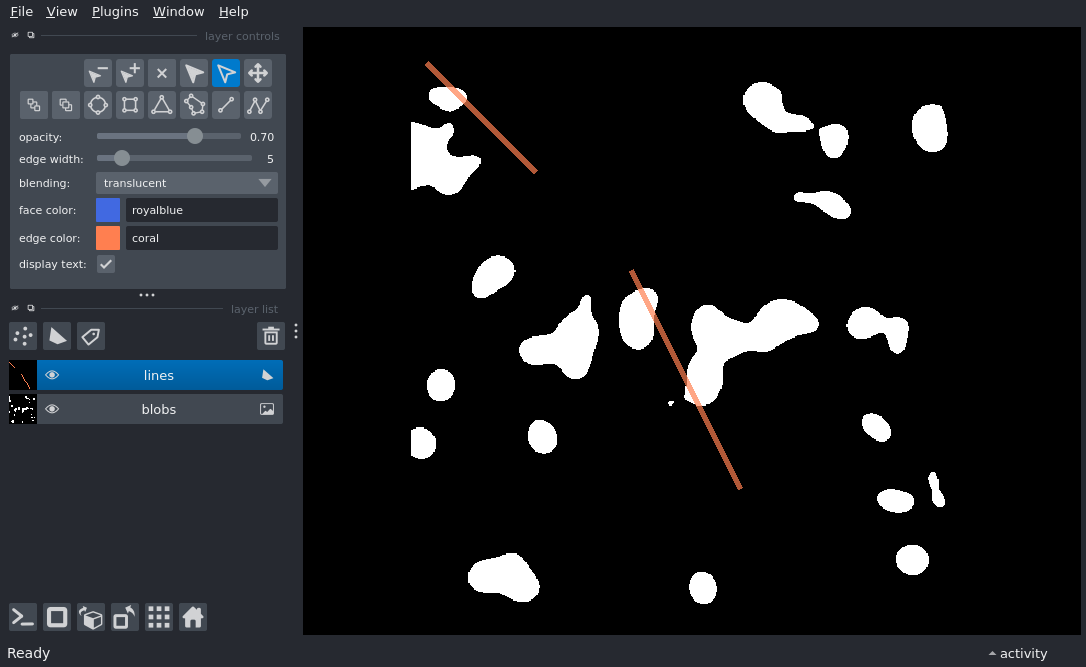 File View Plugins Window Help
layer controls
opacity: 0.70
edge width: 5
blending: translucent
face color: royalblue
edge color: coral
display text:
layer list
lines
blobs
Ready
activity